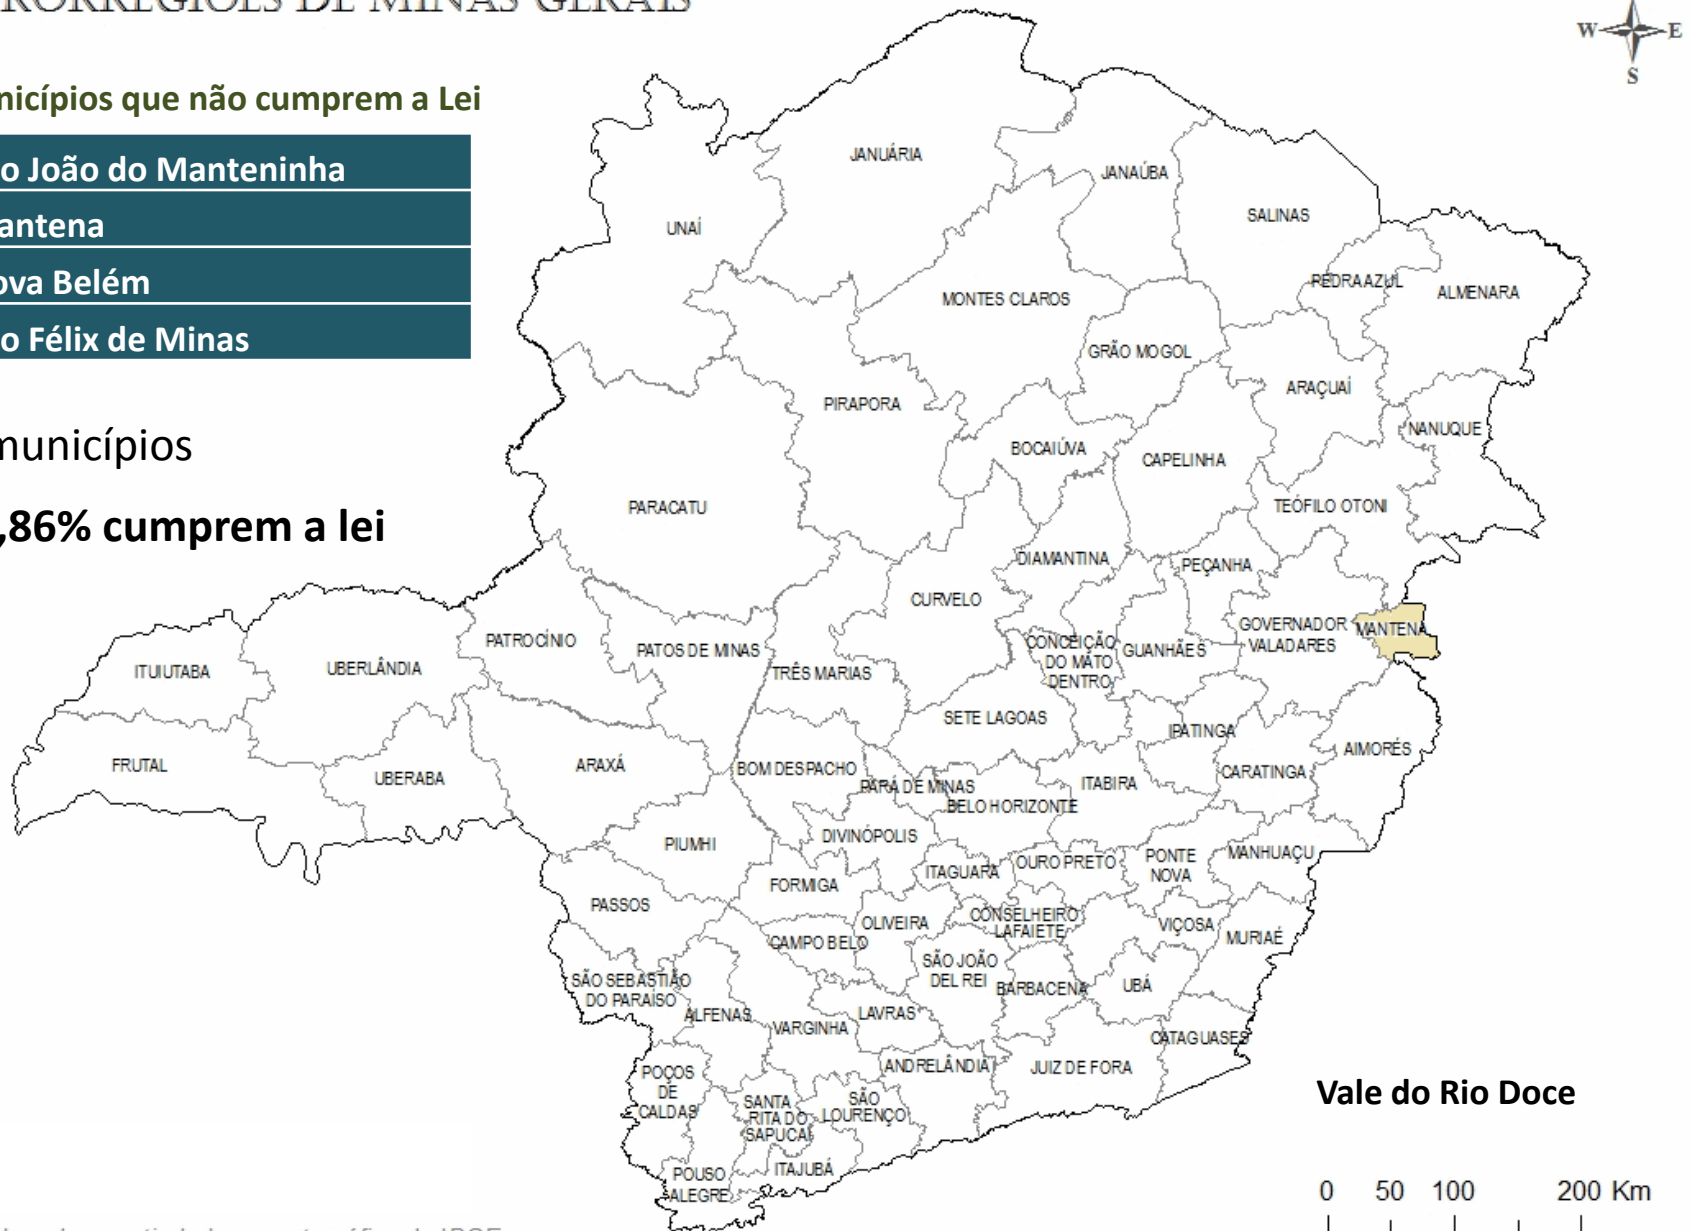 RORREGIÕES DE MINAS GERAIS
W E
S
nicípios que não cumprem a Lei
o João do Manteninha
antena
ova Belém
o Félix de Minas
municípios
,86% cumprem a lei
JANUÁRIA
JANAÚBA
SALINAS
UNAÍ
PEDRA AZUL
ALMENARA
MONTES CLAROS
GRÃO MOGOL
ARAÇUAÍ
PIRAPORA
NANUQUE
BOCAIÚVA
CAPELINHA
PARACATU
TEÓFILO OTONI
DIAMANTINA
PEÇANHA
CURVELO
GOVERNADOR
VALADARES
MANTENA
PATROCÍNIO
PATOS DE MINAS
CONCEIÇÃO
DO MATO
DENTRO
GUANHÃES
ITUIUTABA
UBERLÂNDIA
TRÊS MARIAS
SETE LAGOAS
IPATINGA
AIMORÉS
FRUTAL
UBERABA
ARAXÁ
BOM DESPACHO
PARÁ DE MINAS
BELO HORIZONTE
ITABIRA
CARATINGA
PIUMHI
DIVINÓPOLIS
ITAGUARA
OURO PRETO
PONTE
NOVA
MANHUAÇU
FORMIGA
PASSOS
OLIVEIRA
CONSELHEIRO
LAFAIETE
VIÇOSA
MURIAÉ
CAMPO BELO
SÃO JOÃO
DEL REI
BARBACENA
UBÁ
SÃO SEBASTIÃO
DO PARAÍSO
ALFENAS
VARGINHA
LAVRAS
CATAGUASES
ANDRELÂNDIA
JUIZ DE FORA
POÇOS
DE
CALDAS
SANTA
RITA DO
SAPUCAÍ
SÃO
LOURENÇO
Vale do Rio Doce
POUSO
ALEGRE
ITAJUBÁ
0 50 100 200 Km